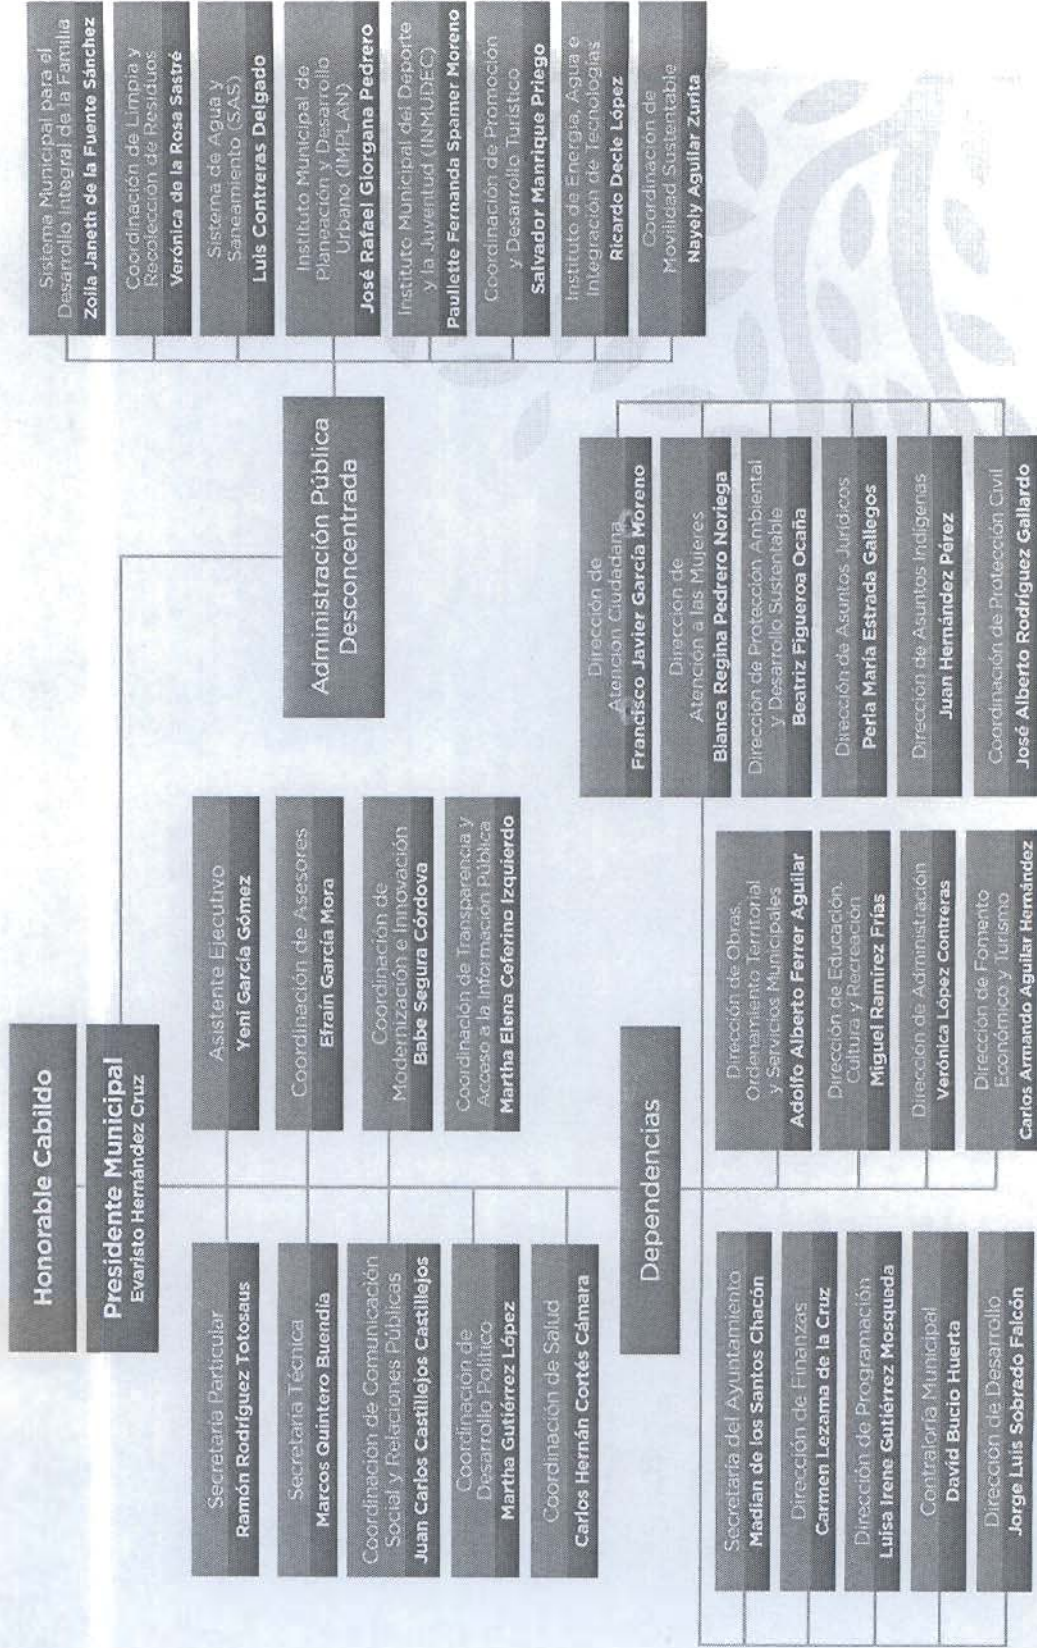 Honorable Cabildo
Presidente Municipal
Evaristo Hernández Cruz
Secretaría Particular
Ramón Rodríguez Totosaus
Secretaría Técnica
Marcos Quintero Buendía
Coordinación de Comunicación
Social y Relaciones Públicas
Juan Carlos Castillejos Castillejos
Coordinación de
Desarrollo Político
Martha Gutiérrez López
Coordinación de Salud
Carlos Hernán Cortés Cámara
Asistente Ejecutivo
Yeni García Gómez
Coordinación de Asesores
Efraín García Mora
Coordinación de
Modernización e Innovación
Babe Segura Córdova
Coordinación de Transparencia y
Acceso a la Información Pública
Martha Elena Ceferino Izquierdo
Administración Pública
Desconcentrada
Sistema Municipal para el
Desarrollo Integral de la Familia
Zoila Janeth de la Fuente Sánchez
Coordinación de Limpia y
Recolección de Residuos
Verónica de la Rosa Sastré
Sistema de Agua y
Saneamiento (SAS)
Luis Contreras Delgado
Instituto Municipal de
Planeación y Desarrollo
Urbano (IMPLAN)
José Rafael Giorgana Pedrero
Instituto Municipal del Deporte
y la Juventud (INMUDEC)
Paullette Fernanda Spamer Moreno
Coordinación de Promoción
y Desarrollo Turístico
Salvador Manrique Priego
Instituto de Energía, Agua e
Integración de Tecnologías
Ricardo Decle López
Coordinación de
Movilidad Sustentable
Nayely Aguilar Zurita
Dependencias
Secretaría del Ayuntamiento
Madian de los Santos Chacón
Dirección de Finanzas
Carmen Lezama de la Cruz
Dirección de Programación
Luisa Irene Gutiérrez Mosqueda
Contraloría Municipal
David Bucio Huerta
Dirección de Desarrollo
Jorge Luis Sobrado Falcón
Dirección de Obras,
Ordenamiento Territorial
y Servicios Municipales
Adolfo Alberto Ferrer Aguilar
Dirección de Educación,
Cultura y Recreación
Miguel Ramírez Frías
Dirección de Administración
Verónica López Contreras
Dirección de Fomento
Económico y Turismo
Carlos Armando Aguilar Hernández
Dirección de
Atención Ciudadana
Francisco Javier García Moreno
Dirección de
Atención a las Mujeres
Blanca Regina Pedrero Noriega
Dirección de Protección Ambiental
y Desarrollo Sustentable
Beatriz Figueroa Ocaña
Dirección de Asuntos Jurídicos
Perla María Estrada Gallegos
Dirección de Asuntos Indígenas
Juan Hernández Pérez
Coordinación de Protección Civil
José Alberto Rodríguez Gallardo